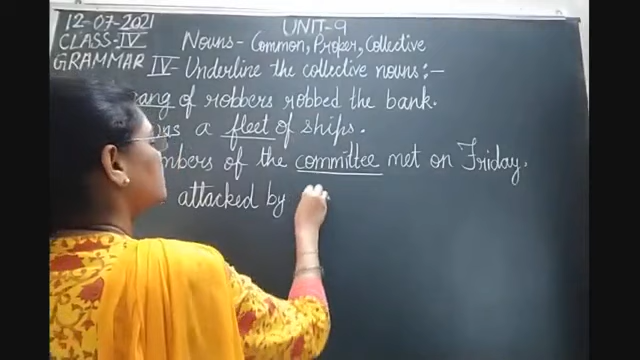 12-07-2021 UNIT-9
CLASS-IV Nouns- Common, Proper, Collective
GRAMMAR IV- Underline the collective nouns:-
of robbers robbed the bank.
a fleet of ships.
of the committee met on Friday.
attacked by